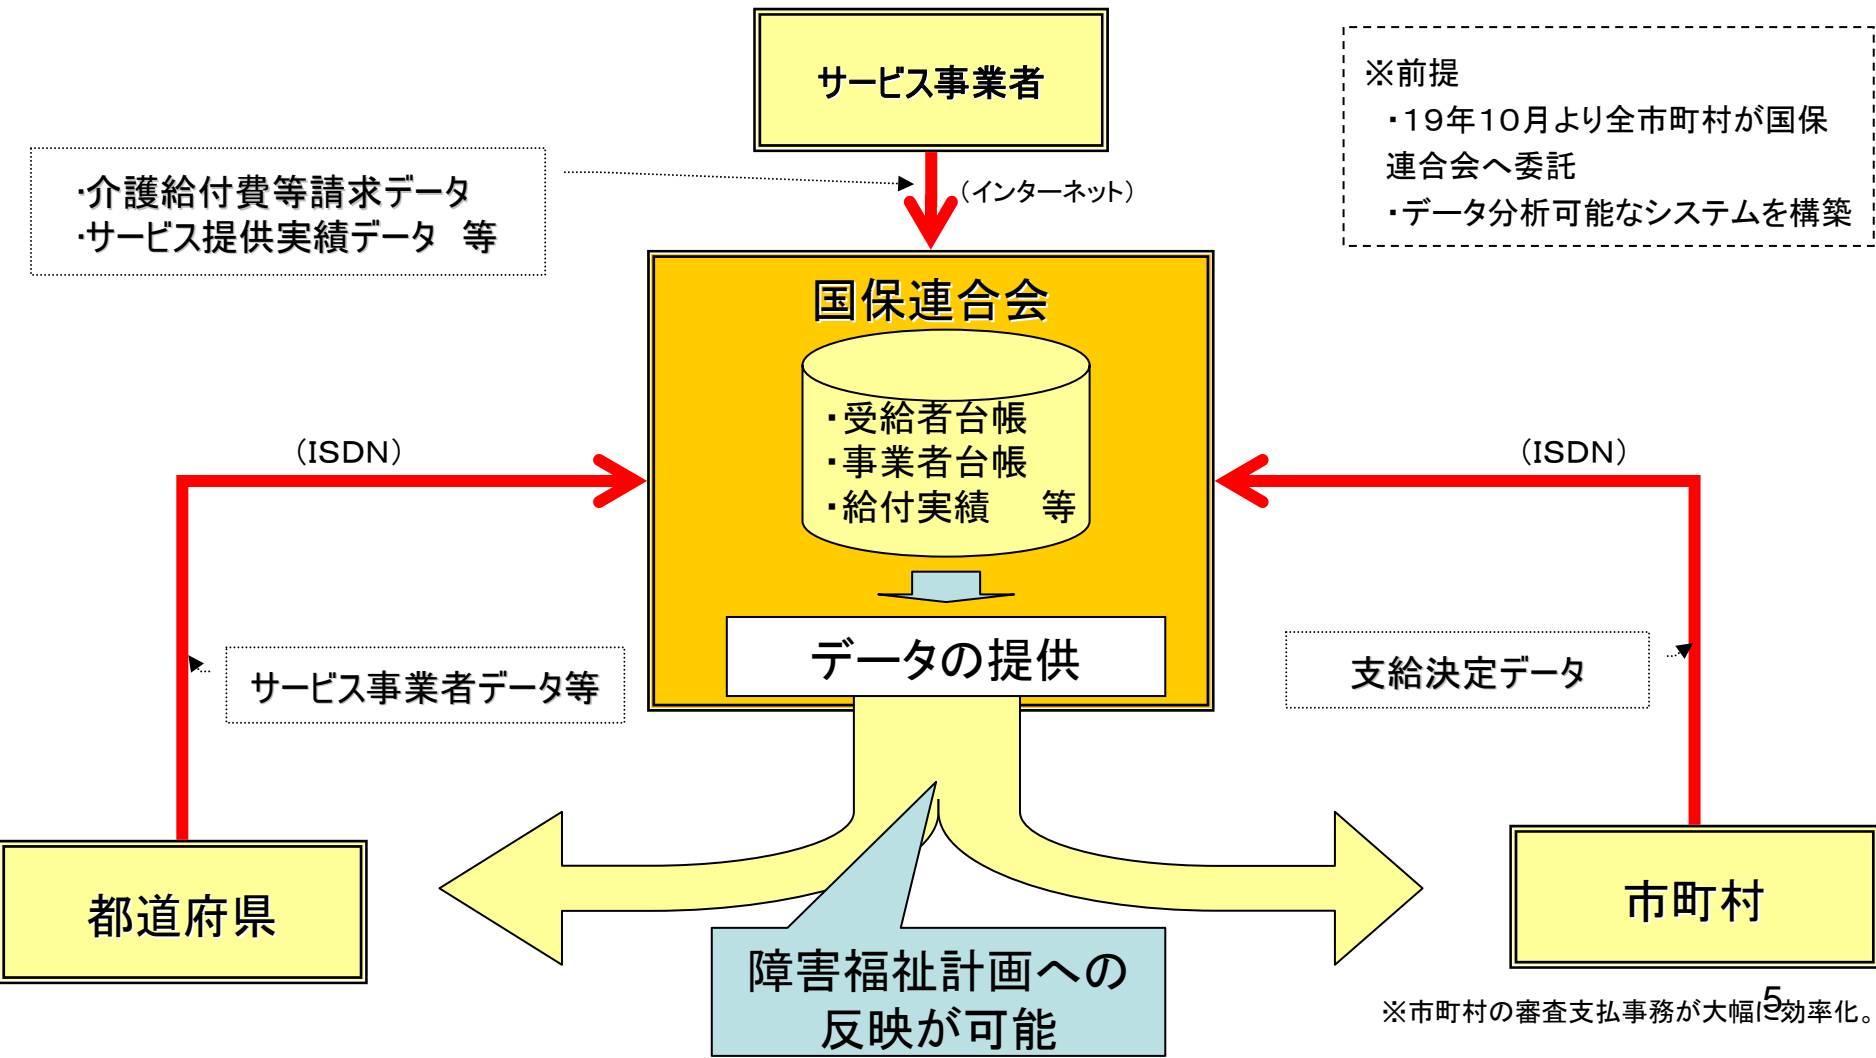 サービス事業者
※前提
・19年10月より全市町村が国保
連合会へ委託
・データ分析可能なシステムを構築
・介護給付費等請求データ
・サービス提供実績データ 等
（インターネット）
国保連合会
・受給者台帳
・事業者台帳
・給付実績 等
（ISDN）
（ISDN）
データの提供
サービス事業者データ等
支給決定データ
都道府県
市町村
障害福祉計画への
反映が可能
※市町村の審査支払事務が大幅に効率化。
5